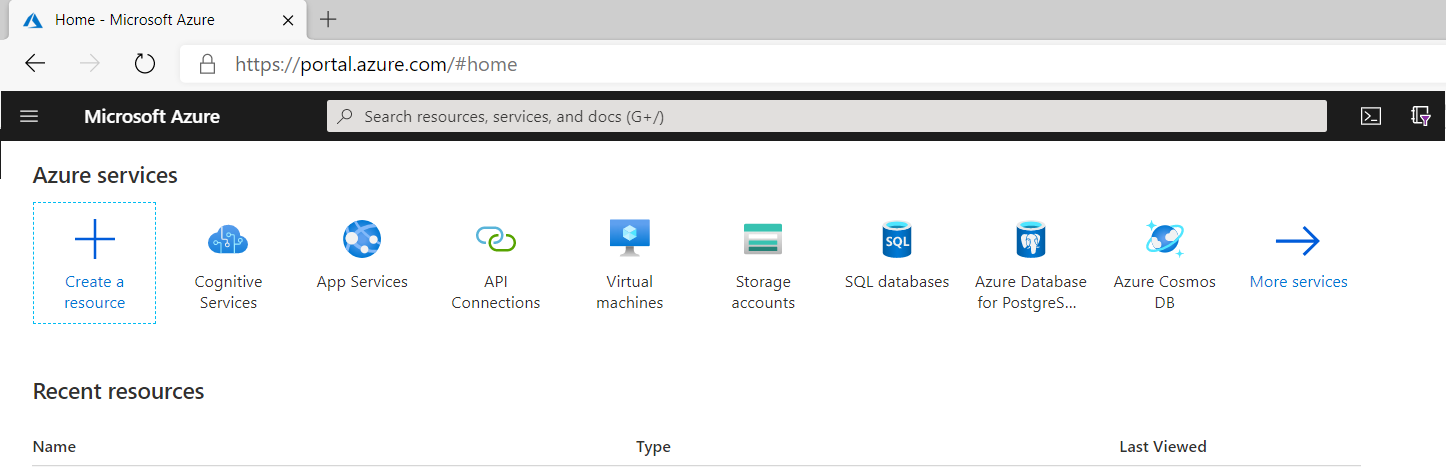 Home - Microsoft Azure
https://portal.azure.com/#home
Microsoft Azure
Search resources, services, and docs (G+/)
Azure services
Create a
resource
Cognitive
Services
App Services
API
Connections
Virtual
machines
Storage
accounts
SQL
SQL databases
Azure Database
for PostgreS...
Azure Cosmos
DB
More services
Recent resources
Name
Type
Last Viewed